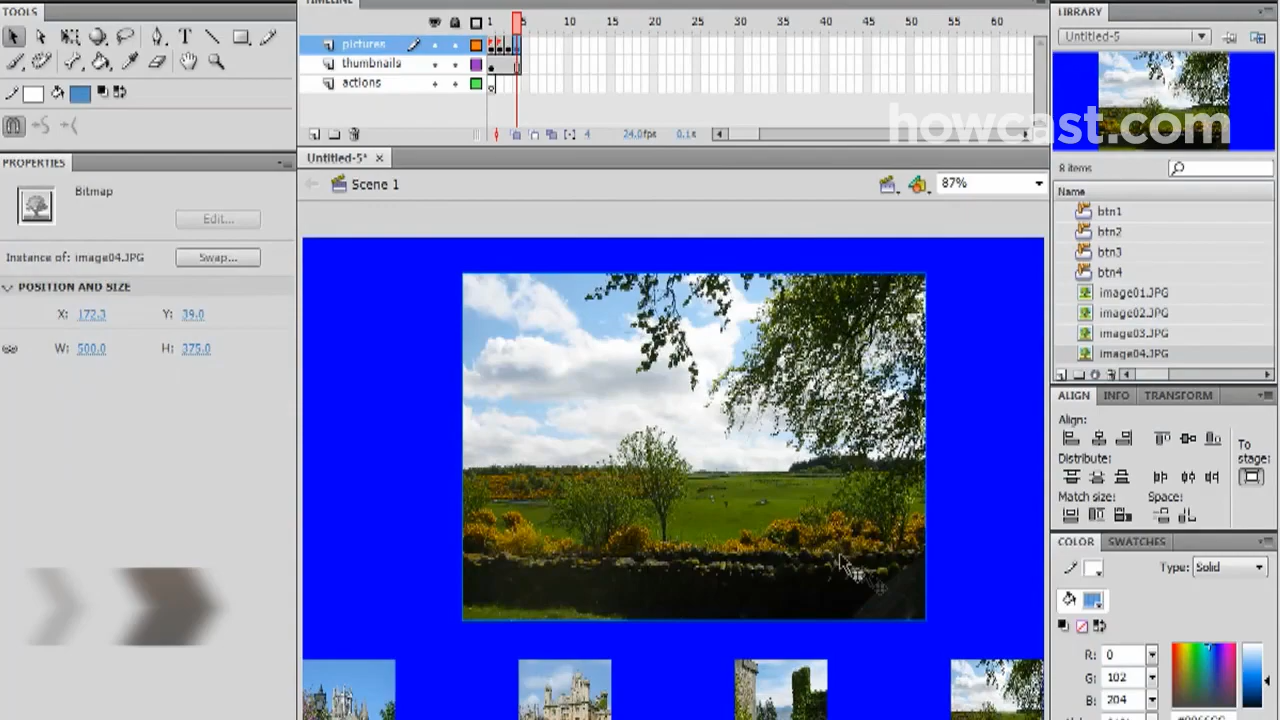 TOOLS
TIMELINE
1 5 10 15 20 25 30 35 40 45 50 55 60
pictures
thumbnails
actions
4 24.0fps 0.1s
LIBRARY
Untitled-5
howcast.com
8 items
Name
btn1
btn2
btn3
btn4
image01.JPG
image02.JPG
image03.JPG
image04.JPG
PROPERTIES
Bitmap
Edit...
Instance of: image04.JPG
Swap...
POSITION AND SIZE
X: 172.3 Y: 39.0
W: 500.0 H: 375.0
Untitled-5* ×
Scene 1
87%
ALIGN INFO TRANSFORM
Align:
To stage:
Distribute:
Match size: Space:
COLOR SWATCHES
Type: Solid
R: 0
G: 102
B: 204